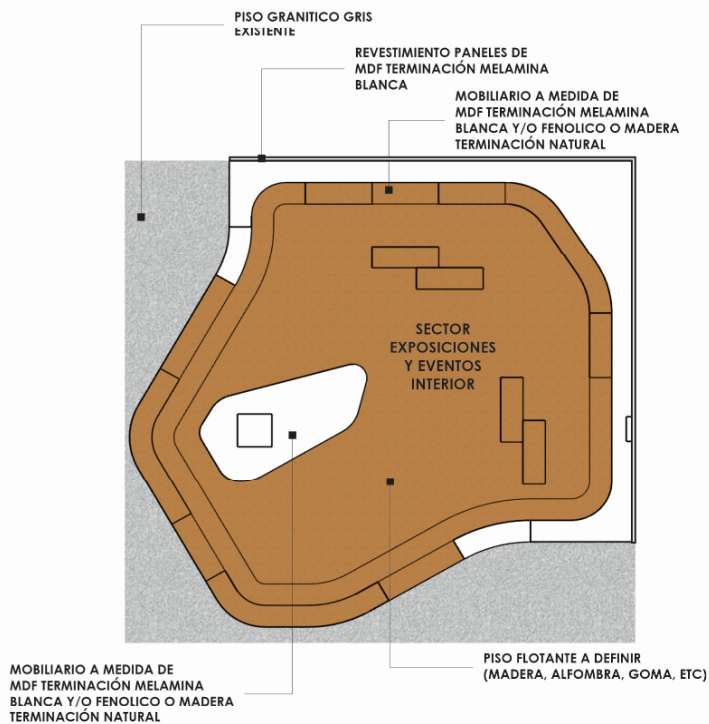 PISO GRANITICO GRIS
EXISTENTE
REVESTIMIENTO PANELES DE
MDF TERMINACIÓN MELAMINA
BLANCA
MOBILIARIO A MEDIDA DE
MDF TERMINACIÓN MELAMINA
BLANCA Y/O FENOLICO O MADERA
TERMINACIÓN NATURAL
SECTOR
EXPOSICIONES
Y EVENTOS
INTERIOR
PISO FLOTANTE A DEFINIR
(MADERA, ALFOMBRA, GOMA, ETC)
MOBILIARIO A MEDIDA DE
MDF TERMINACIÓN MELAMINA
BLANCA Y/O FENOLICO O MADERA
TERMINACIÓN NATURAL